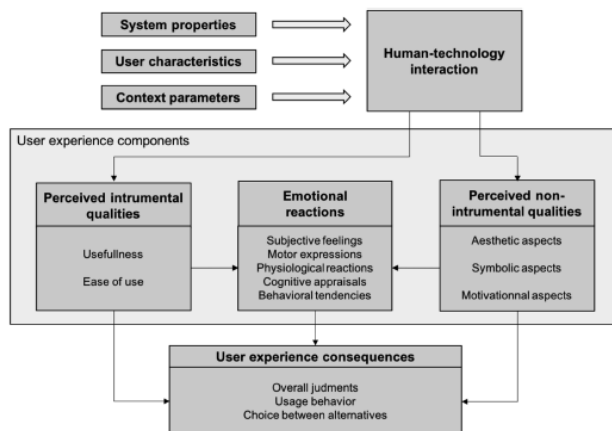 System properties
User characteristics
Context parameters
Human-technology
interaction
User experience components
Perceived intrumental
qualities
Usefullness
Ease of use
Emotional
reactions
Subjective feelings
Motor expressions
Physiological reactions
Cognitive appraisals
Behavioral tendencies
Perceived non-
intrumental qualities
Aesthetic aspects
Symbolic aspects
Motivationnal aspects
User experience consequences
Overall judments
Usage behavior
Choice between alternatives